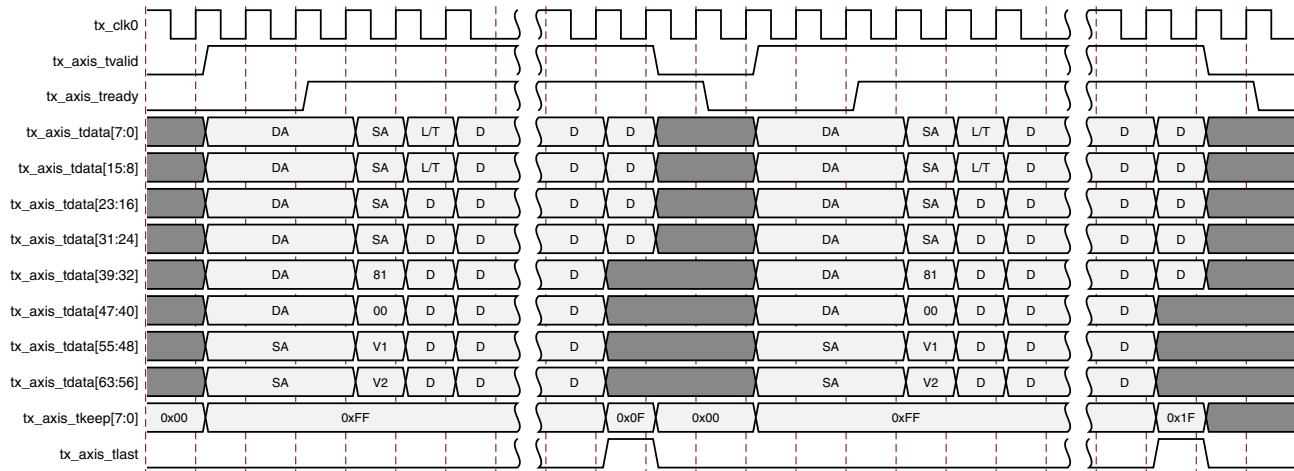 tx_clk0
tx_axis_tvalid
tx_axis_tready
tx_axis_tdata[7:0] DA SA L/T D D D DA SA L/T D D D
tx_axis_tdata[15:8] DA SA L/T D D D DA SA L/T D D D
tx_axis_tdata[23:16] DA SA D D D D DA SA D D D D
tx_axis_tdata[31:24] DA SA D D D D DA SA D D D D
tx_axis_tdata[39:32] DA 81 D D D DA 81 D D D D
tx_axis_tdata[47:40] DA 00 D D D DA 00 D D D
tx_axis_tdata[55:48] SA V1 D D D SA V1 D D D
tx_axis_tdata[63:56] SA V2 D D D SA V2 D D D
tx_axis_tkeep[7:0] 0x00 0xFF 0x0F 0x00 0xFF 0x1F
tx_axis_tlast